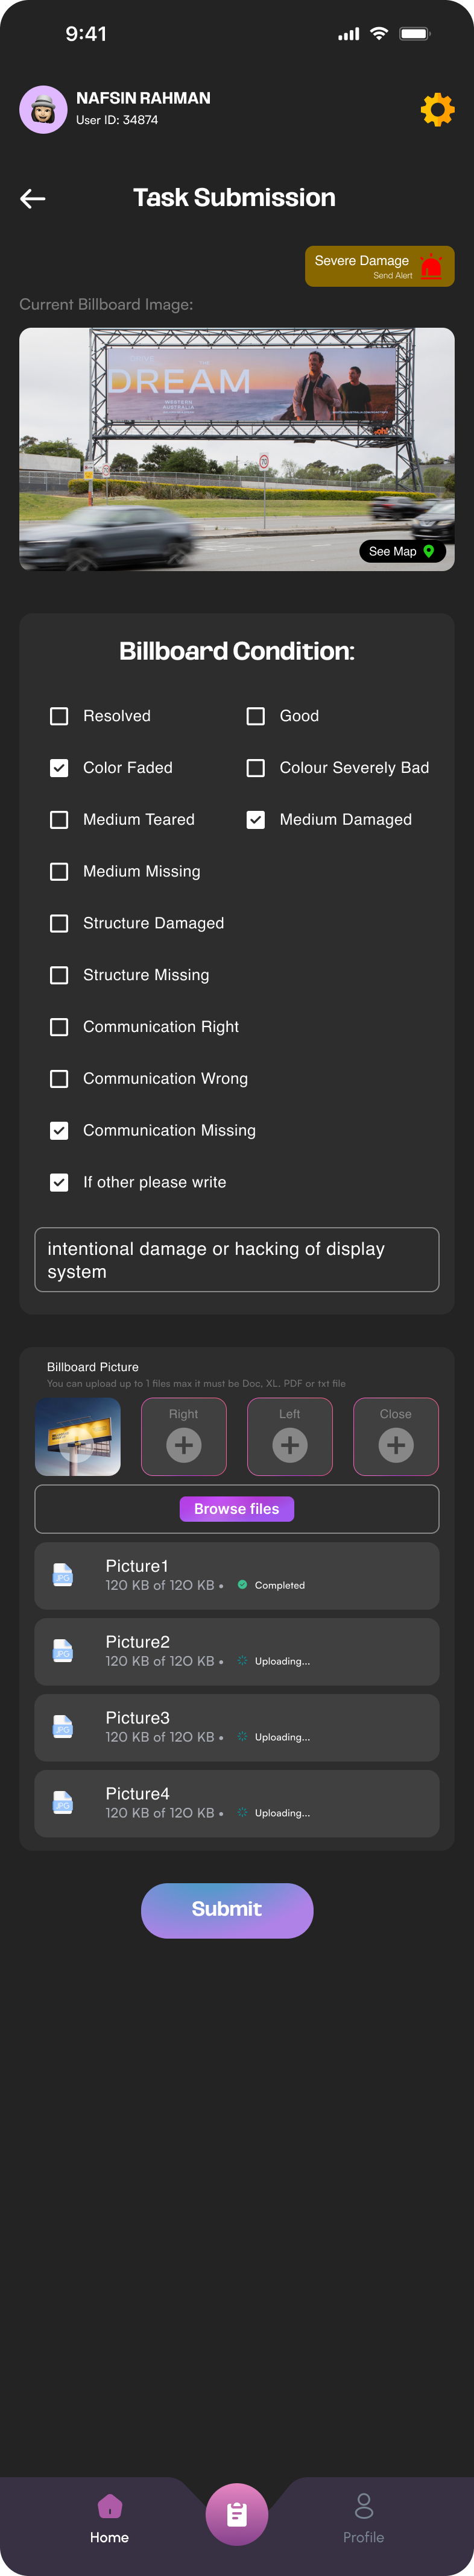 9:41
NAFSIN RAHMAN
User ID: 34874
Task Submission
Severe Damage
Send Alert
Current Billboard Image:
DREAM
WESTERN
AUSTRALIA
oOh!
See Map
Billboard Condition:
Resolved
Good
Color Faded
Colour Severely Bad
Medium Teared
Medium Damaged
Medium Missing
Structure Damaged
Structure Missing
Communication Right
Communication Wrong
Communication Missing
If other please write
intentional damage or hacking of display
system
Billboard Picture
You can upload up to 1 files max it must be Doc, XL. PDF or txt file
Right
Left
Close
Browse files
JPG
Picture1
120 KB of 120 KB •
Completed
JPG
Picture2
120 KB of 120 KB •
Uploading...
JPG
Picture3
120 KB of 120 KB •
Uploading...
JPG
Picture4
120 KB of 120 KB •
Uploading...
Submit
Home
Profile